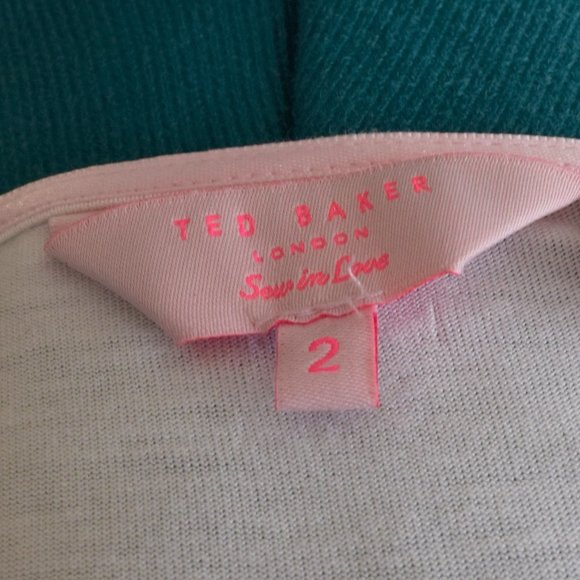 TED BAKER
LONDON
Sew in Love
2